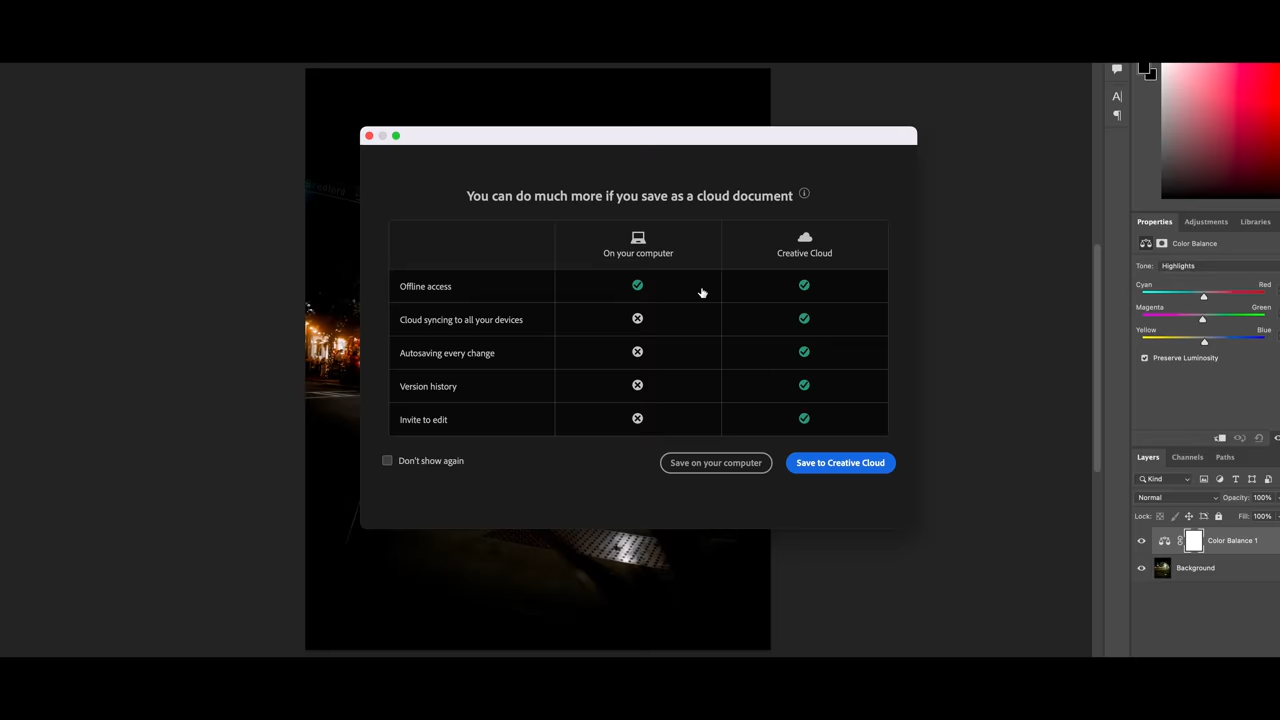 You can do much more if you save as a cloud document
On your computer
Creative Cloud
Offline access
Cloud syncing to all your devices
Autosaving every change
Version history
Invite to edit
Don't show again
Save on your computer
Save to Creative Cloud
A|
Properties
Adjustments
Libraries
Color Balance
Tone: Highlights
Cyan
Red
Magenta
Green
Yellow
Blue
Preserve Luminosity
Layers
Channels
Paths
Kind
Normal
Opacity: 100%
Lock:
Fill: 100%
Color Balance 1
Background